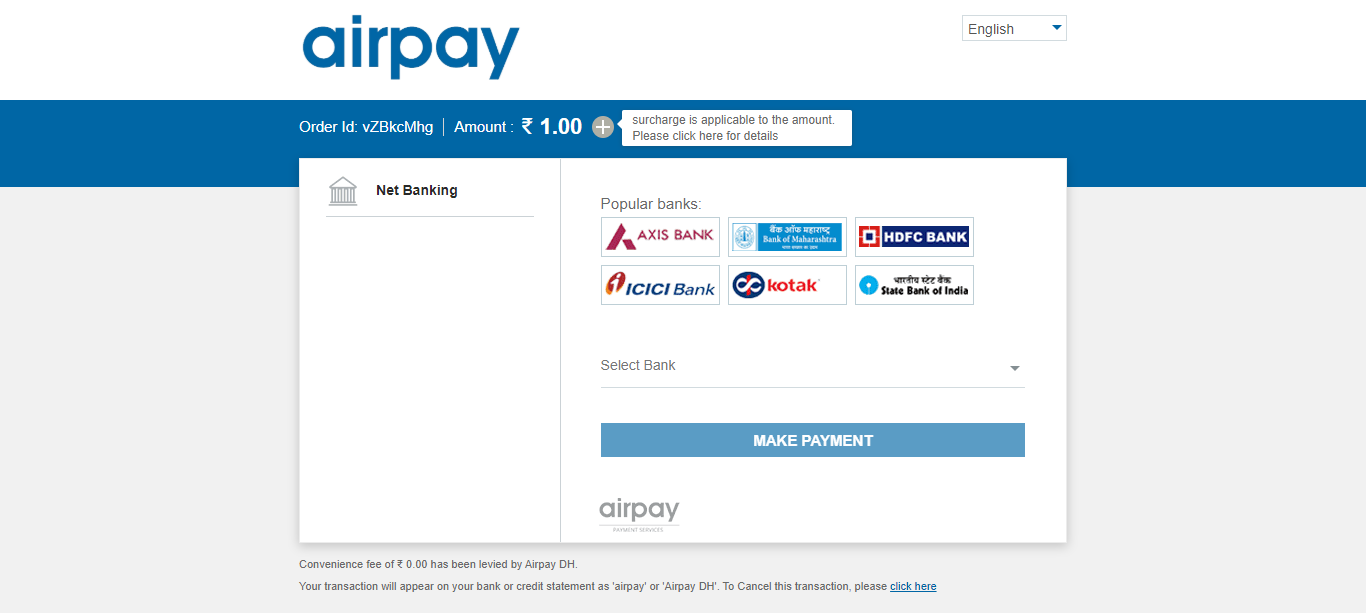 airpay
English
Order Id: vZBkcMhg
Amount : ₹ 1.00
surcharge is applicable to the amount.
Please click here for details
Net Banking
Popular banks:
AXIS BANK
बैंक ऑफ महाराष्ट्र
Bank of Maharashtra
HDFC BANK
ICICI Bank
kotak
भारतीय स्टेट बैंक
State Bank of India
Select Bank
MAKE PAYMENT
airpay
PAYMENT SERVICES
Convenience fee of ₹ 0.00 has been levied by Airpay DH.
Your transaction will appear on your bank or credit statement as 'airpay' or 'Airpay DH'. To Cancel this transaction, please click here